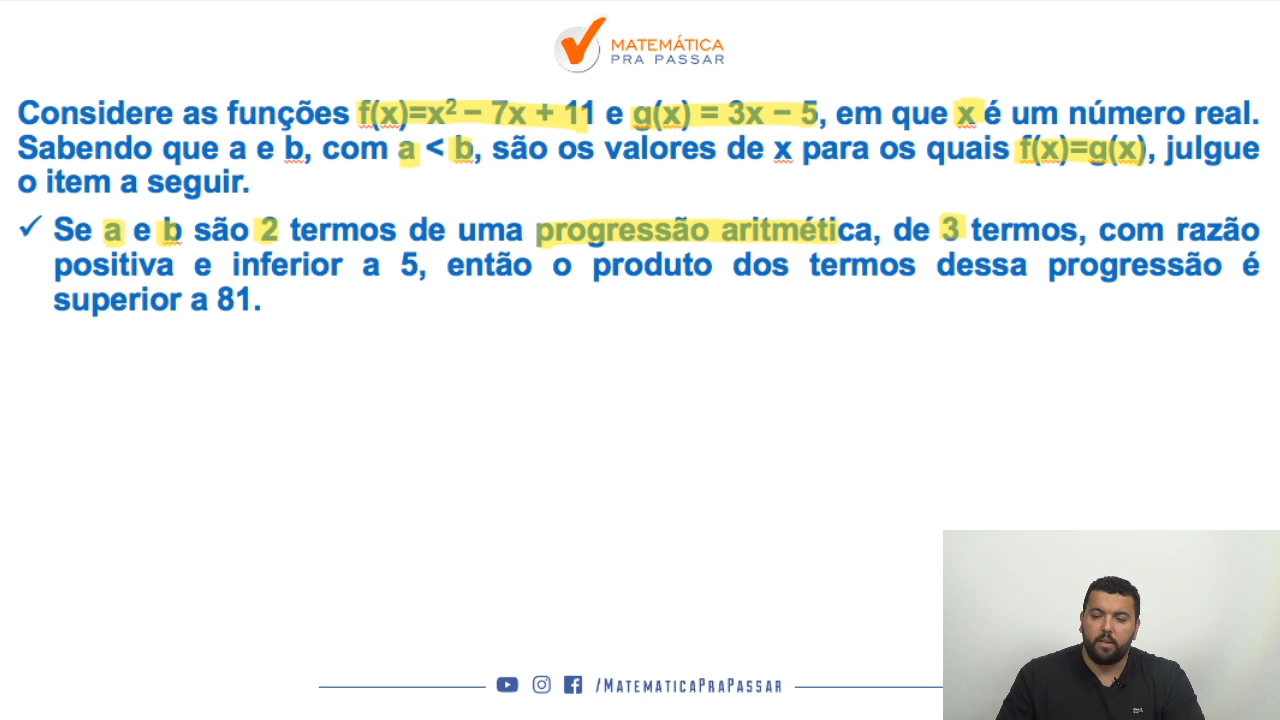 MATEMÁTICA
PRA PASSAR
Considere as funções f(x)=x² − 7x + 11 e g(x) = 3x − 5, em que x é um número real.
Sabendo que a e b, com a < b, são os valores de x para os quais f(x)=g(x), julgue
o item a seguir.
✓ Se a e b são 2 termos de uma progressão aritmética, de 3 termos, com razão
positiva e inferior a 5, então o produto dos termos dessa progressão é
superior a 81.
/MATEMATICAPRAPASSAR